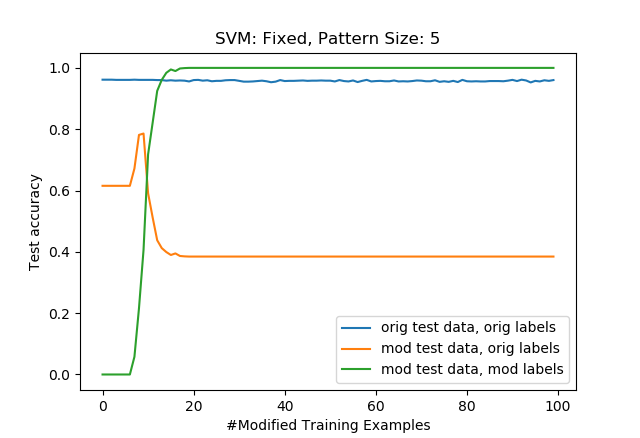 SVM: Fixed, Pattern Size: 5
Test accuracy
1.0
0.8
0.6
0.4
0.2
0.0
orig test data, orig labels
mod test data, orig labels
mod test data, mod labels
0 20 40 60 80 100
#Modified Training Examples